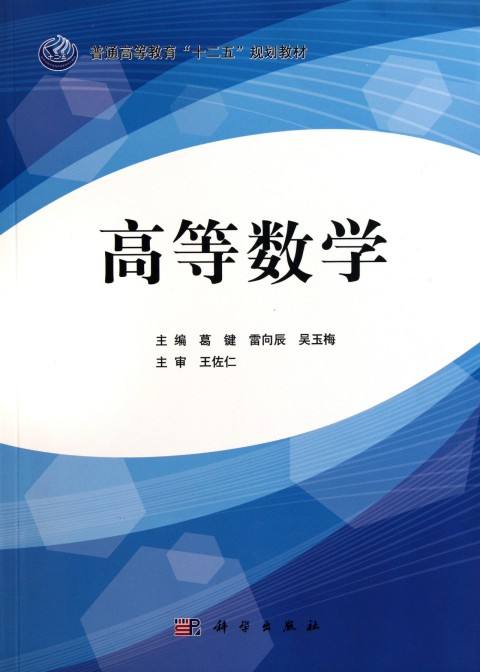 普通高等教育“十二五”规划教材
高等数学
主 编 葛 键 雷向辰 吴玉梅
主 审 王佐仁
科学出版社